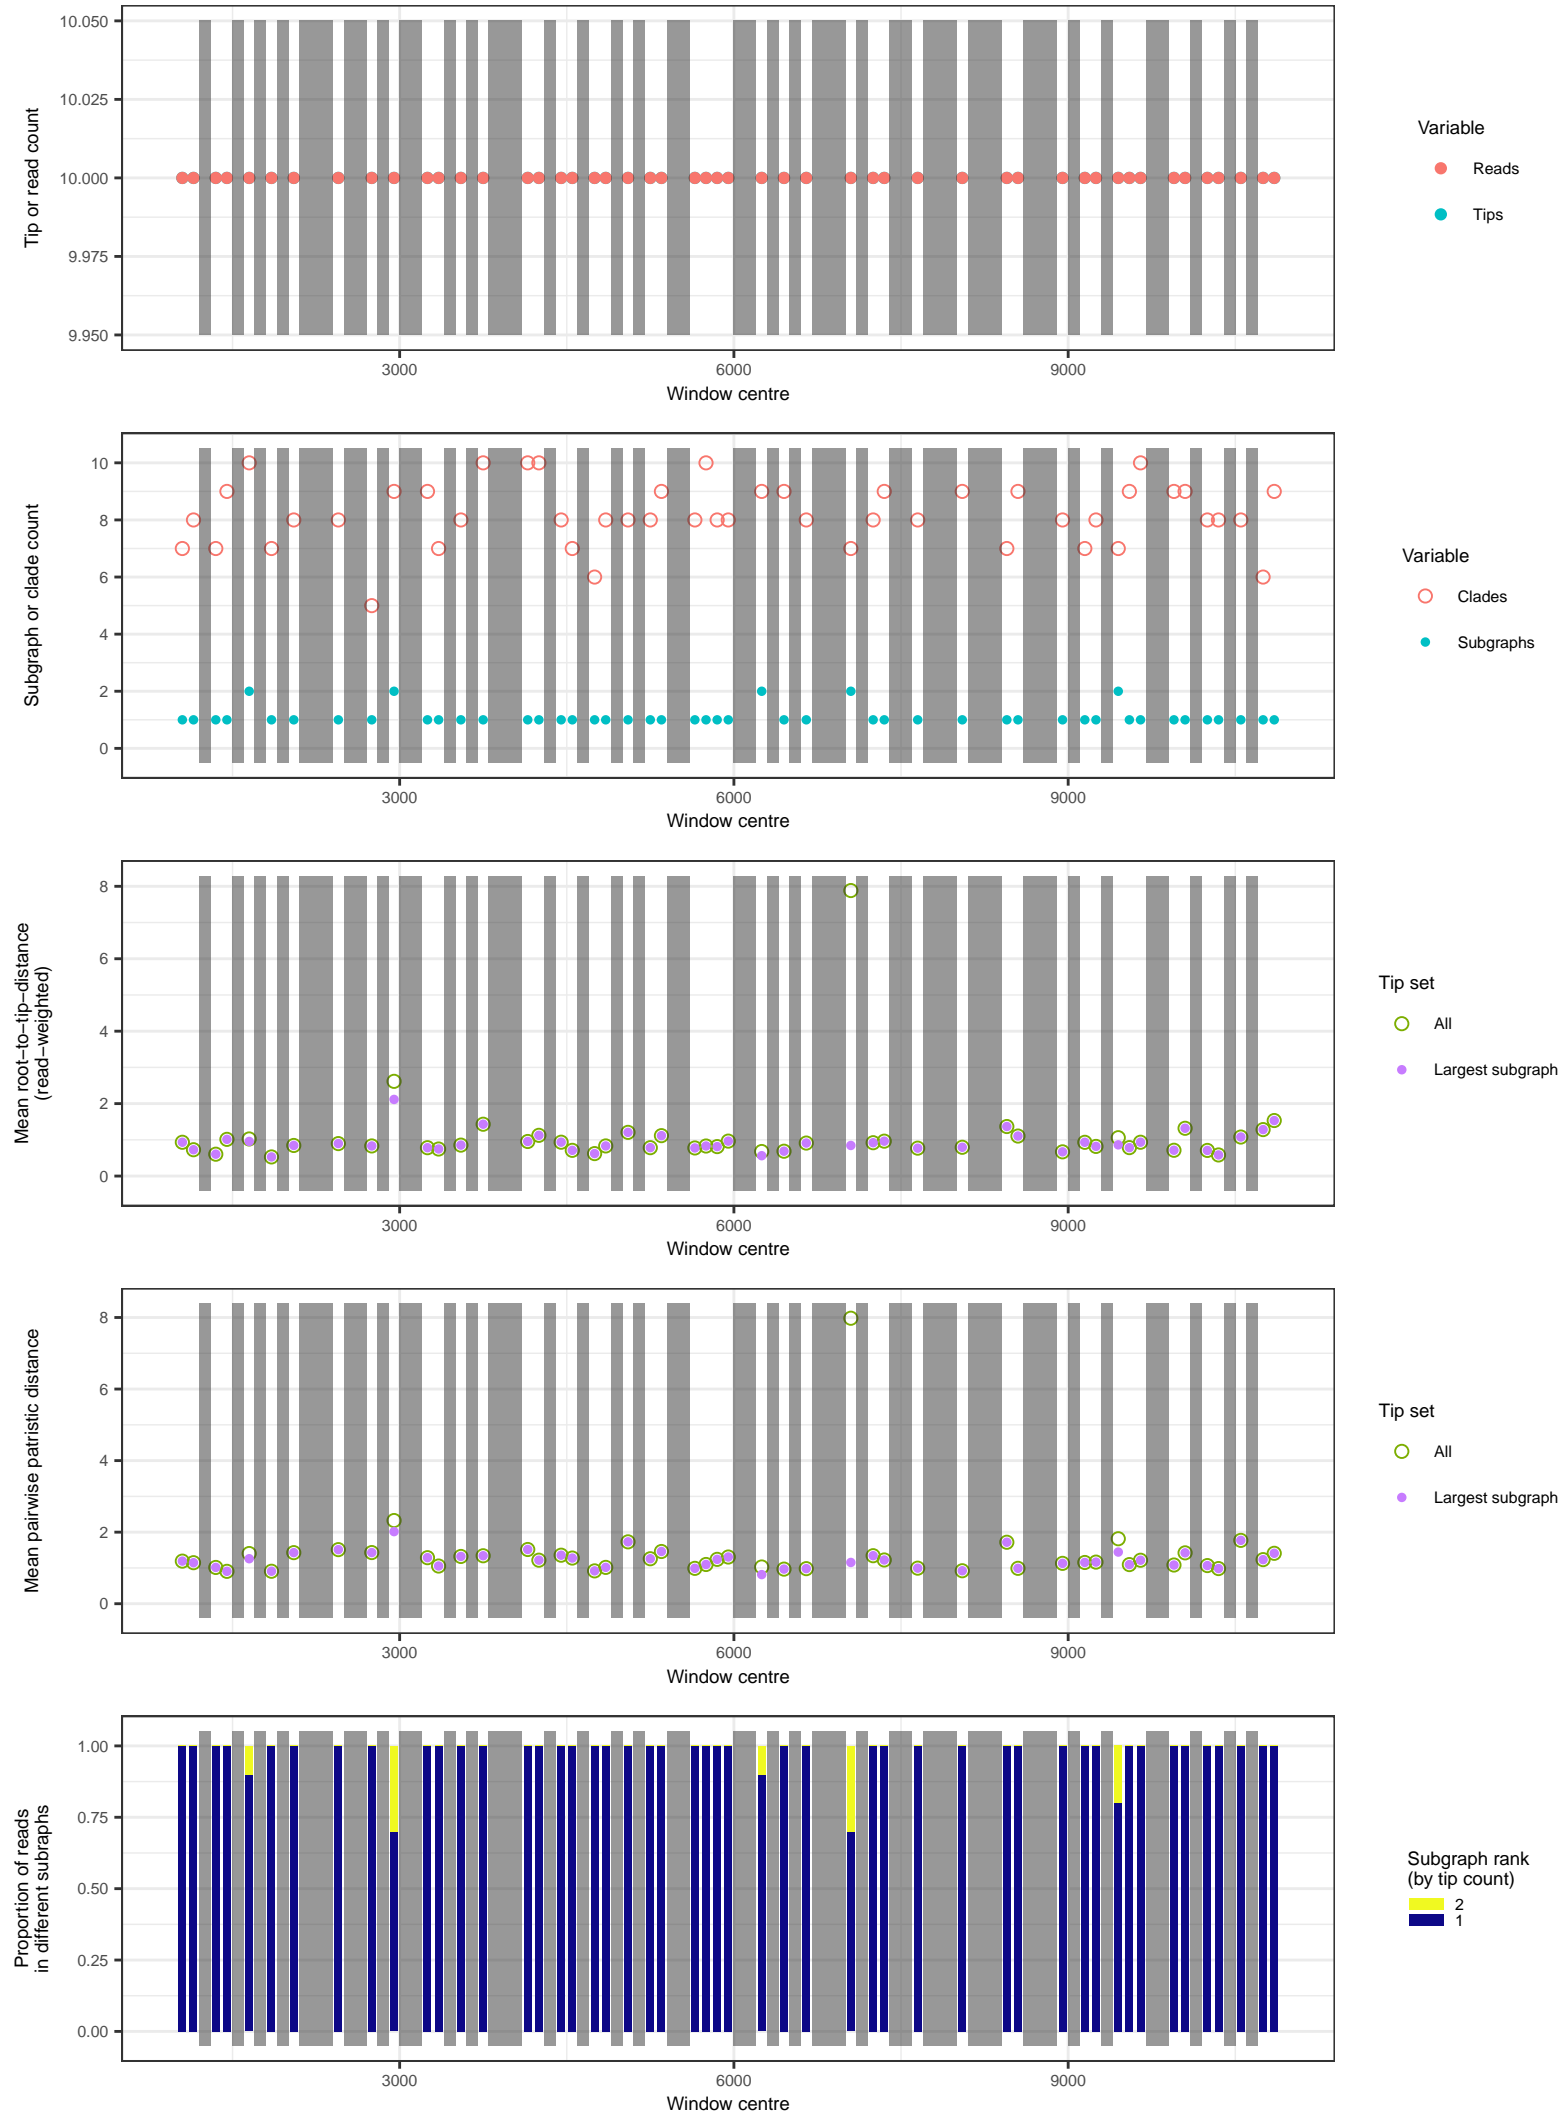 10.050
10.025
10.000
9.975
9.950
Tip or read count
3000
6000
9000
Window centre
Variable
Reads
Tips
10
8
6
4
2
0
Subgraph or clade count
3000
6000
9000
Window centre
Variable
Clades
Subgraphs
8
6
4
2
0
Mean root−to−tip−distance
(read−weighted)
3000
6000
9000
Window centre
Tip set
All
Largest subgraph
8
6
4
2
0
Mean pairwise patristic distance
3000
6000
9000
Window centre
Tip set
All
Largest subgraph
1.00
0.75
0.50
0.25
0.00
Proportion of reads
in different subraphs
3000
6000
9000
Window centre
Subgraph rank
(by tip count)
2
1